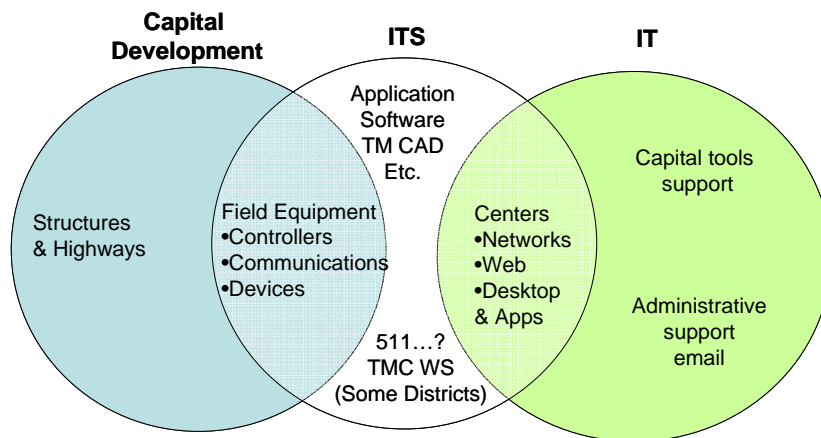 Capital
Development
ITS
IT
Application
Software
TM CAD
Etc.
Capital tools
support
Structures
& Highways
Field Equipment
•Controllers
•Communications
•Devices
Centers
•Networks
•Web
•Desktop
& Apps
Administrative
support
email
511…?
TMC WS
(Some Districts)